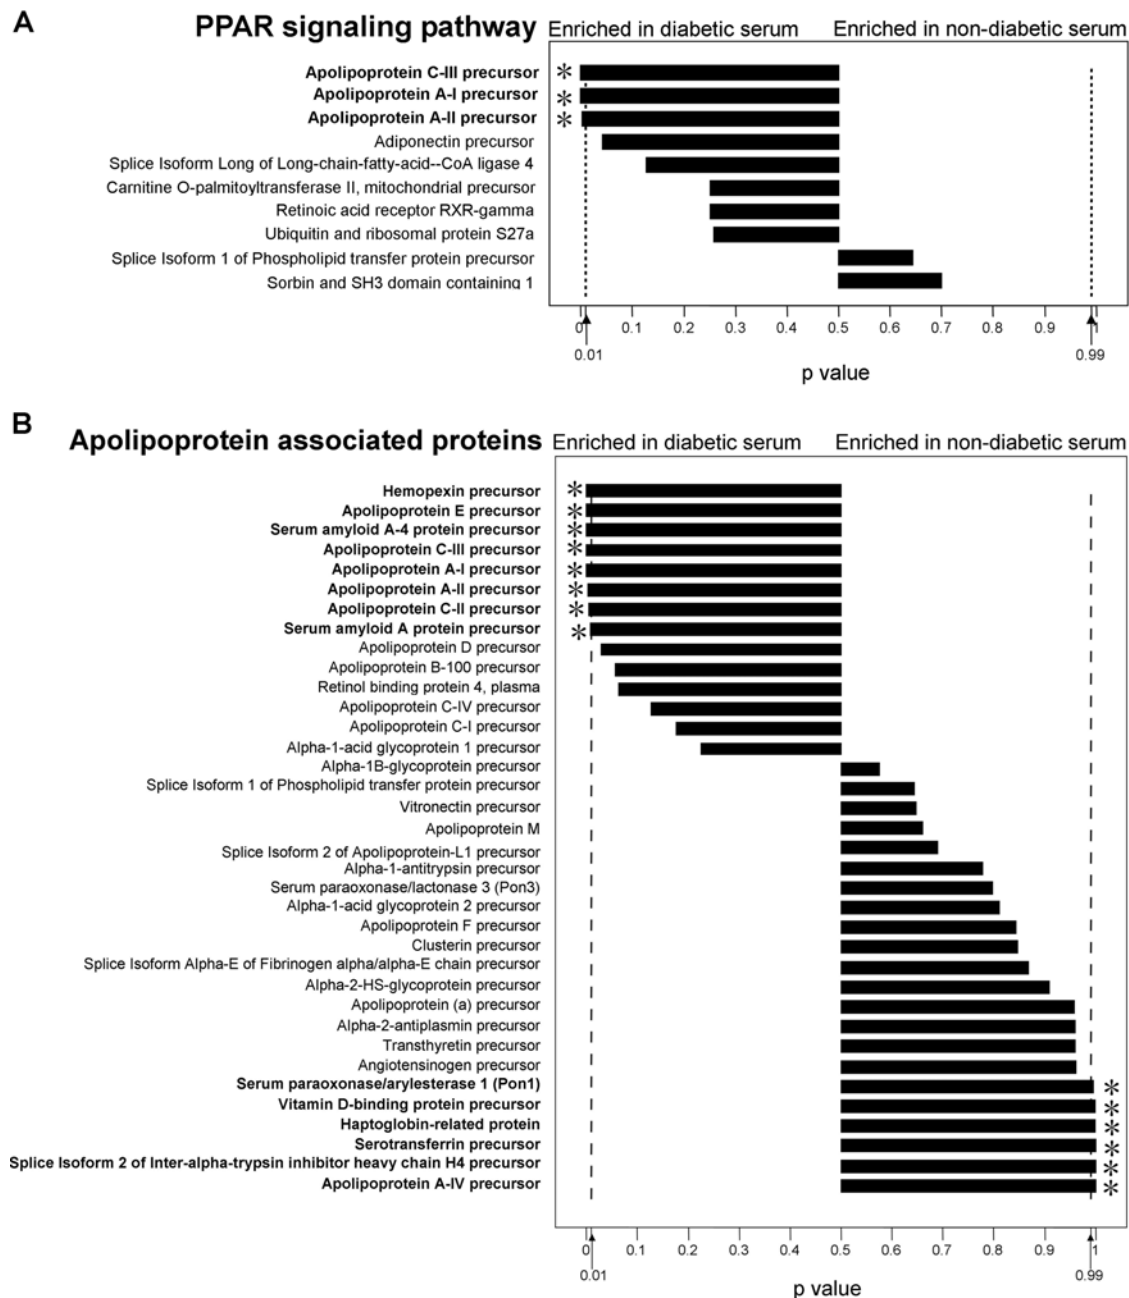 A
PPAR signaling pathway
Enriched in diabetic serum
Enriched in non-diabetic serum
Apolipoprotein C-III precursor *
Apolipoprotein A-I precursor *
Apolipoprotein A-II precursor *
Adiponectin precursor
Splice Isoform Long of Long-chain-fatty-acid--CoA ligase 4
Carnitine O-palmitoyltransferase II, mitochondrial precursor
Retinoic acid receptor RXR-gamma
Ubiquitin and ribosomal protein S27a
Splice Isoform 1 of Phospholipid transfer protein precursor
Sorbin and SH3 domain containing 1
0 0.1 0.2 0.3 0.4 0.5 0.6 0.7 0.8 0.9 1
0.01 0.99
p value
B
Apolipoprotein associated proteins
Enriched in diabetic serum
Enriched in non-diabetic serum
Hemopexin precursor *
Apolipoprotein E precursor *
Serum amyloid A-4 protein precursor *
Apolipoprotein C-III precursor *
Apolipoprotein A-I precursor *
Apolipoprotein A-II precursor *
Apolipoprotein C-II precursor *
Serum amyloid A protein precursor *
Apolipoprotein D precursor
Apolipoprotein B-100 precursor
Retinol binding protein 4, plasma
Apolipoprotein C-IV precursor
Apolipoprotein C-I precursor
Alpha-1-acid glycoprotein 1 precursor
Alpha-1B-glycoprotein precursor
Splice Isoform 1 of Phospholipid transfer protein precursor
Vitronectin precursor
Apolipoprotein M
Splice Isoform 2 of Apolipoprotein-L1 precursor
Alpha-1-antitrypsin precursor
Serum paraoxonase/lactonase 3 (Pon3)
Alpha-1-acid glycoprotein 2 precursor
Apolipoprotein F precursor
Clusterin precursor
Splice Isoform Alpha-E of Fibrinogen alpha/alpha-E chain precursor
Alpha-2-HS-glycoprotein precursor
Apolipoprotein (a) precursor
Alpha-2-antiplasmin precursor
Transthyretin precursor
Angiotensinogen precursor
Serum paraoxonase/arylesterase 1 (Pon1) *
Vitamin D-binding protein precursor *
Haptoglobin-related protein *
Serotransferrin precursor *
Splice Isoform 2 of Inter-alpha-trypsin inhibitor heavy chain H4 precursor *
Apolipoprotein A-IV precursor *
0 0.1 0.2 0.3 0.4 0.5 0.6 0.7 0.8 0.9 1
0.01 0.99
p value